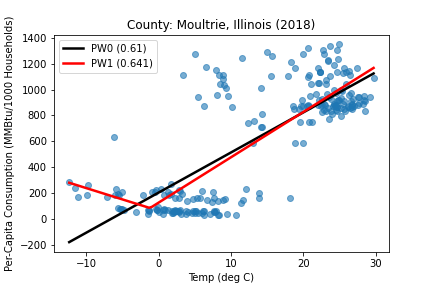 County: Moultrie, Illinois (2018)
Per-Capita Consumption (MMBtu/1000 Households)
1400
1200
1000
800
600
400
200
0
−200
PW0 (0.61)
PW1 (0.641)
−10 0 10 20 30
Temp (deg C)